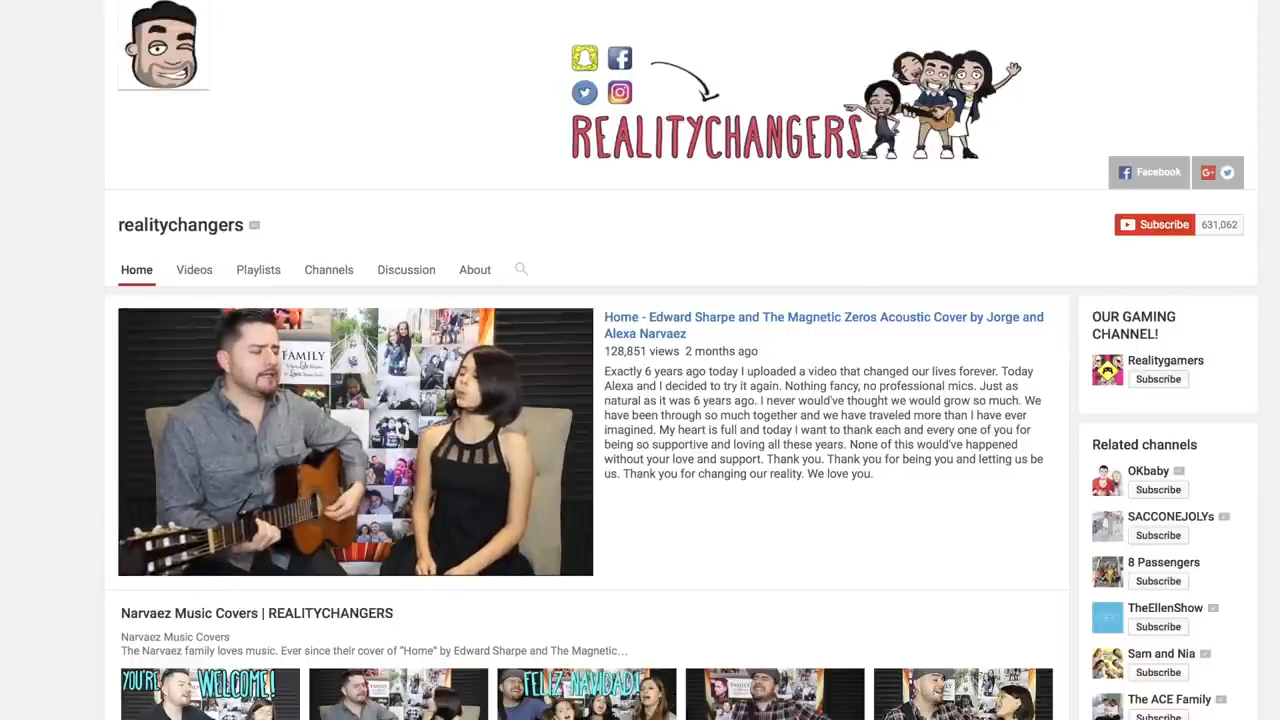 REALITYCHANGERS
Facebook
realitychangers
Subscribe 631,062
Home Videos Playlists Channels Discussion About
FAMILY
Home - Edward Sharpe and The Magnetic Zeros Acoustic Cover by Jorge and
Alexa Narvaez
128,851 views 2 months ago
Exactly 6 years ago today I uploaded a video that changed our lives forever. Today
Alexa and I decided to try it again. Nothing fancy, no professional mics. Just as
natural as it was 6 years ago. I never would've thought we would grow so much. We
have been through so much together and we have traveled more than I have ever
imagined. My heart is full and today I want to thank each and every one of you for
being so supportive and loving all these years. None of this would've happened
without your love and support. Thank you. Thank you for being you and letting us be
us. Thank you for changing our reality. We love you.
Narvaez Music Covers | REALITYCHANGERS
Narvaez Music Covers
The Narvaez family loves music. Ever since their cover of "Home" by Edward Sharpe and The Magnetic...
YOU'RE WELCOME!
FELIZ NAVIDAD!
OUR GAMING
CHANNEL!
Realitygamers
Subscribe
Related channels
OKbaby
Subscribe
SACCONEJOLYs
Subscribe
8 Passengers
Subscribe
TheEllenShow
Subscribe
Sam and Nia
Subscribe
The ACE Family
Subscribe